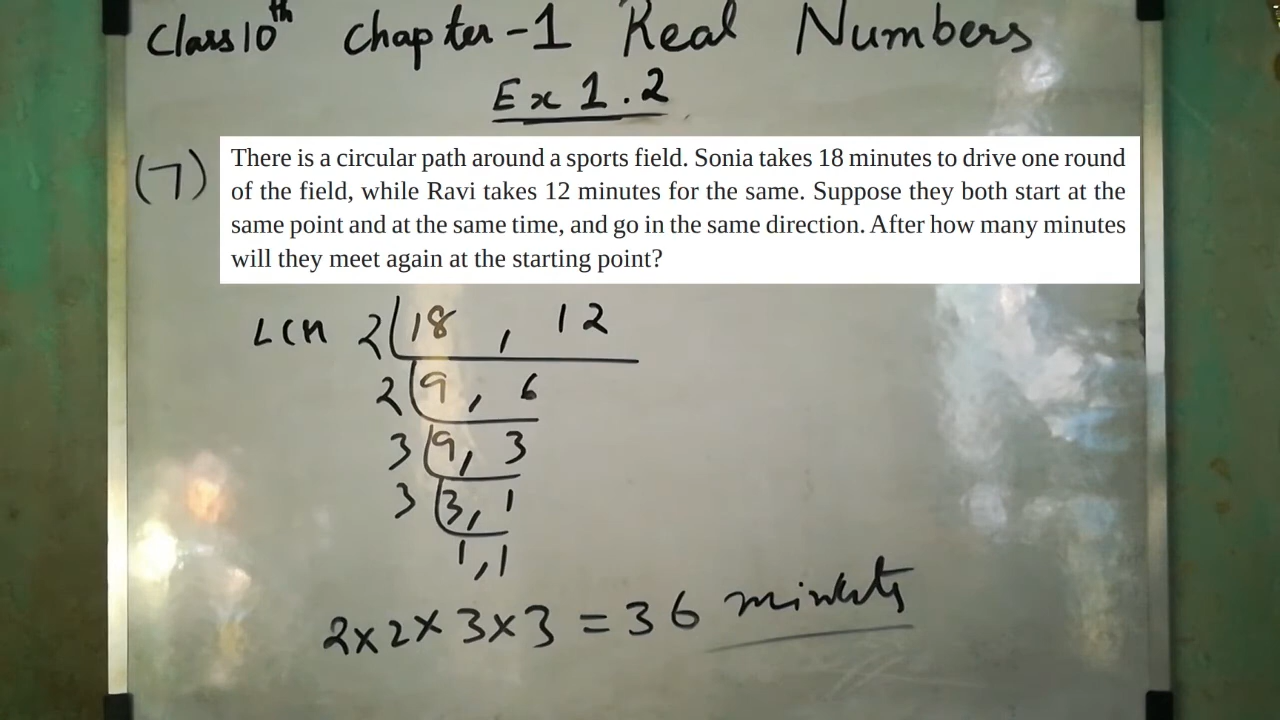 Class 10th Chapter-1 Real Numbers
Ex 1.2
(7) There is a circular path around a sports field. Sonia takes 18 minutes to drive one round
of the field, while Ravi takes 12 minutes for the same. Suppose they both start at the
same point and at the same time, and go in the same direction. After how many minutes
will they meet again at the starting point?
LCM 2 18 , 12
2 9, 6
3 9, 3
3 3, 1
1, 1
2×2×3×3 = 36 minutes